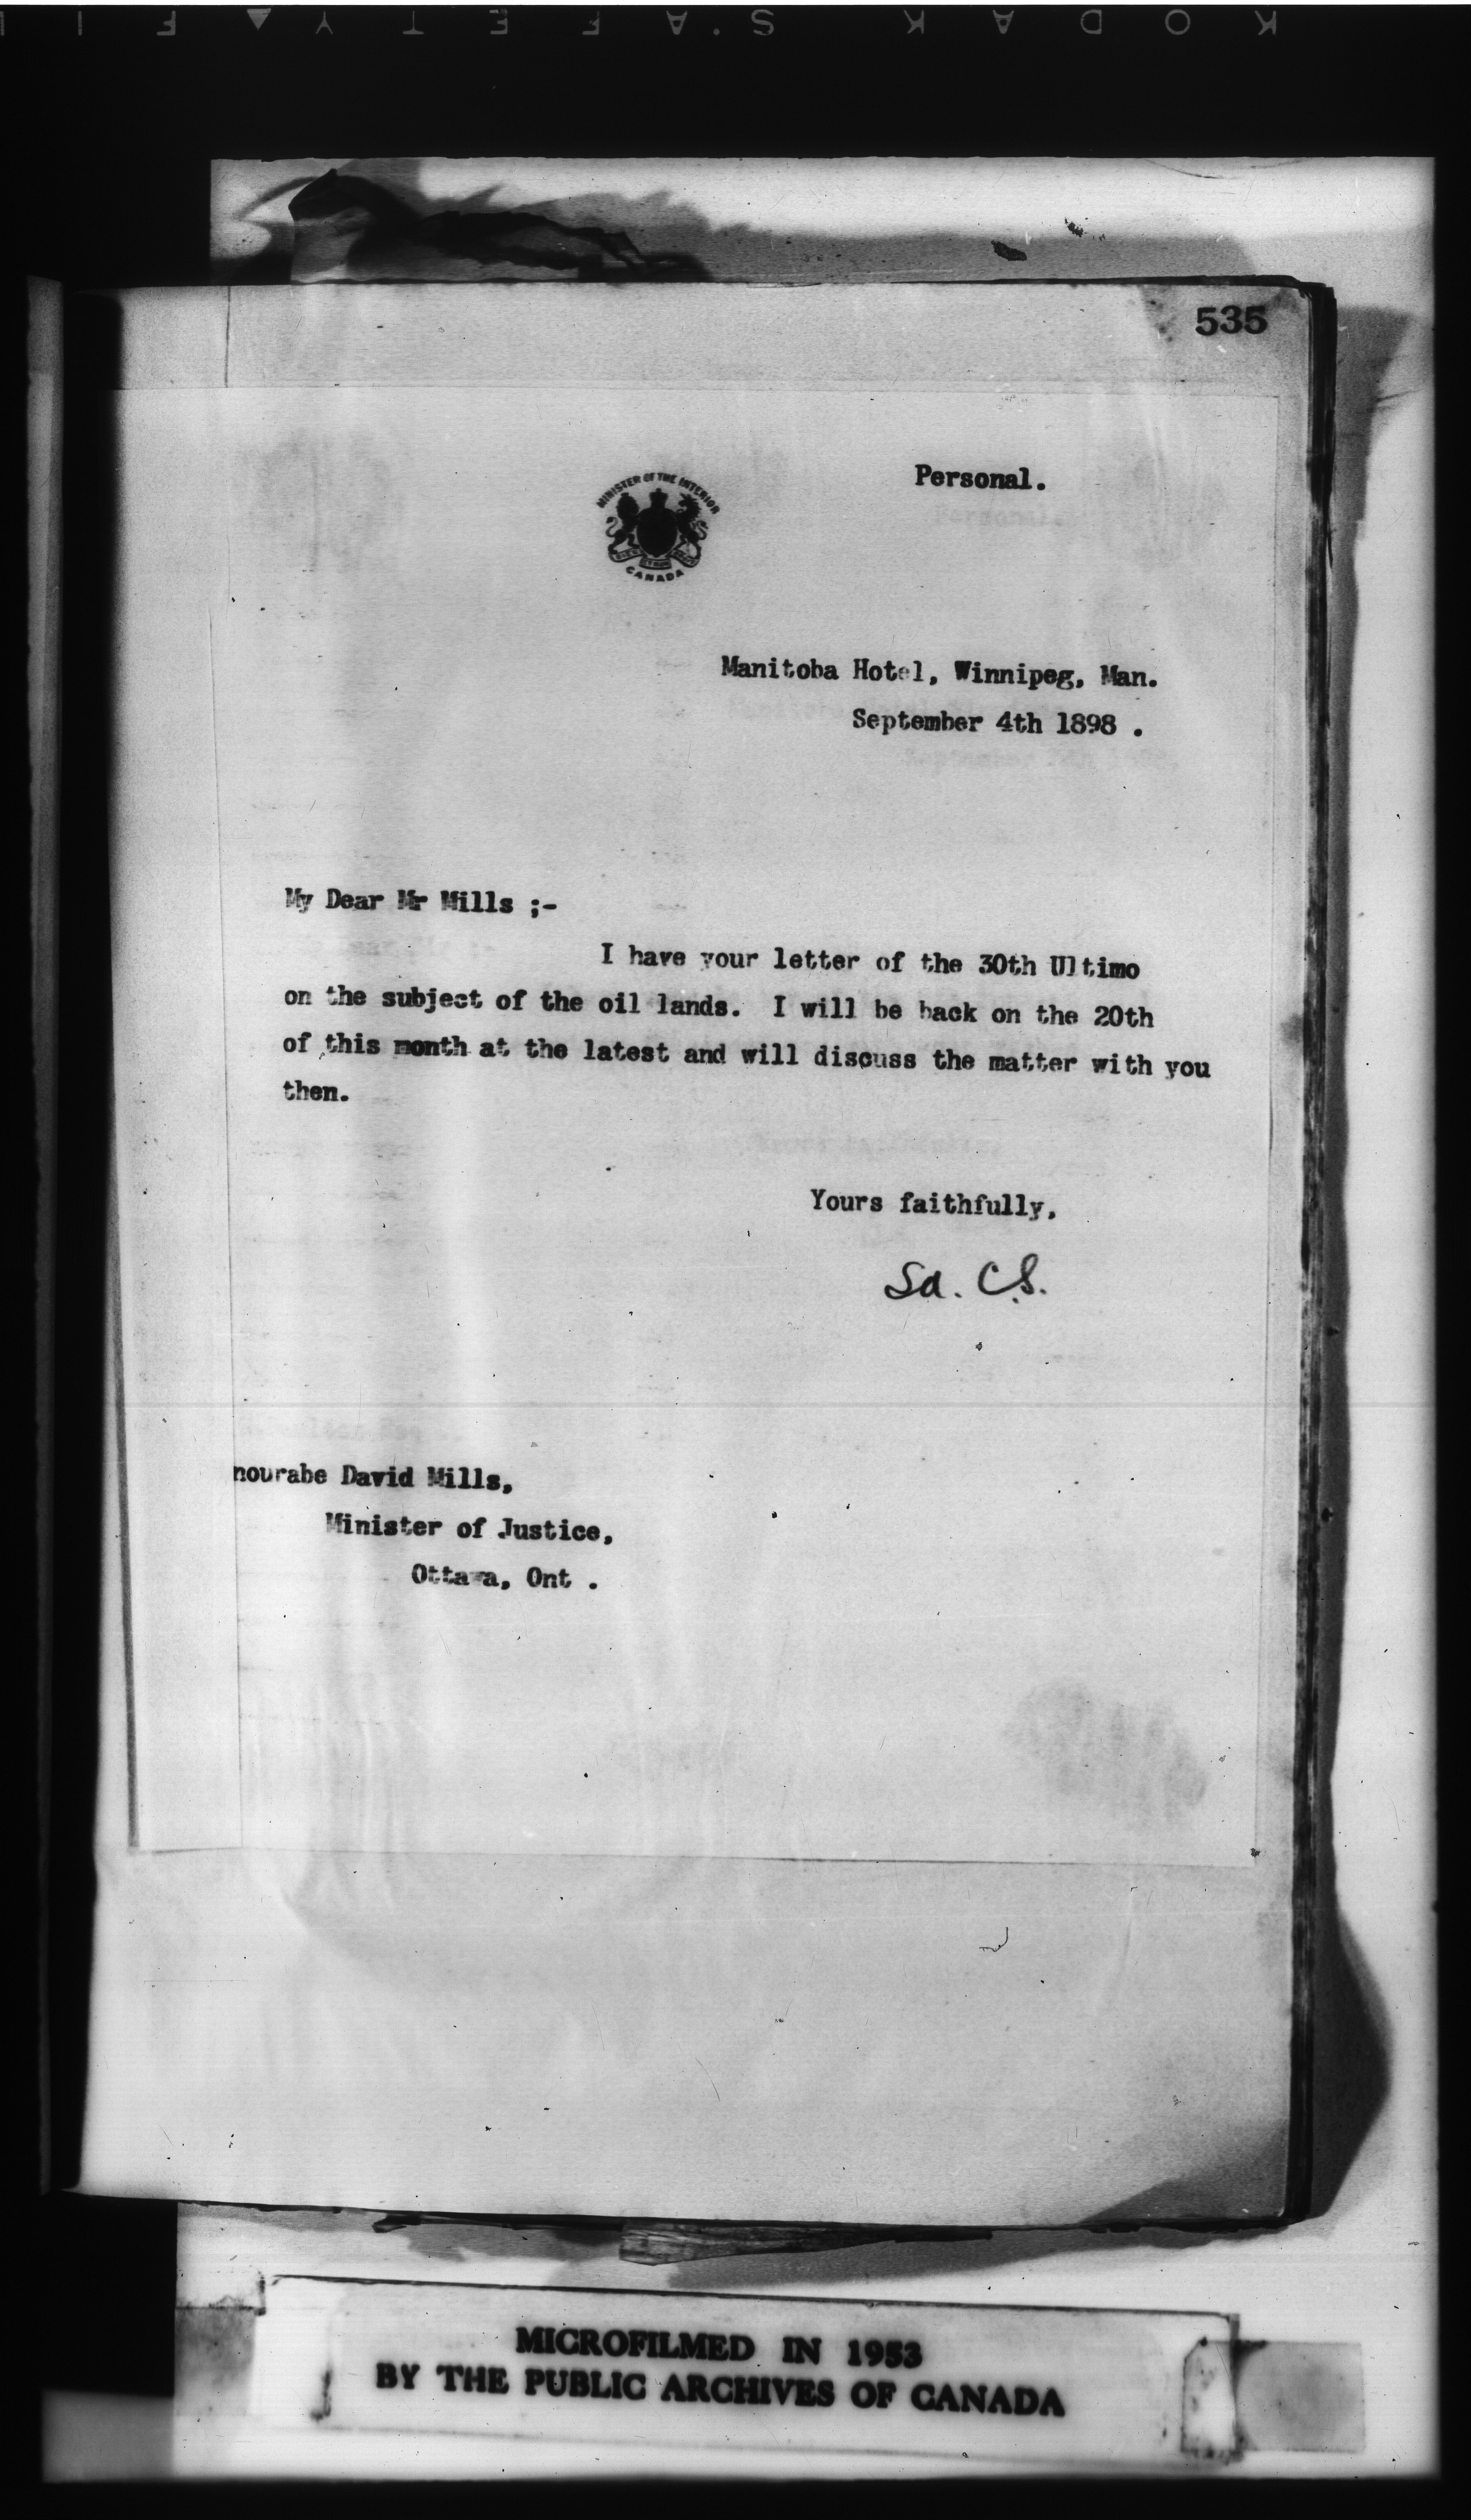 KODAK S.AFETY▲FI
535
Personal.
MINISTER OF THE INTERIOR
CANADA
Manitoba Hotel, Winnipeg, Man.
September 4th 1898 .
My Dear Mr Mills ;-
I have your letter of the 30th Ultimo
on the subject of the oil lands. I will be back on the 20th
of this month at the latest and will discuss the matter with you
then.
Yours faithfully,
Sd. C.S.
nourabe David Mills,
Minister of Justice,
Ottawa, Ont .
MICROFILMED IN 1953
BY THE PUBLIC ARCHIVES OF CANADA